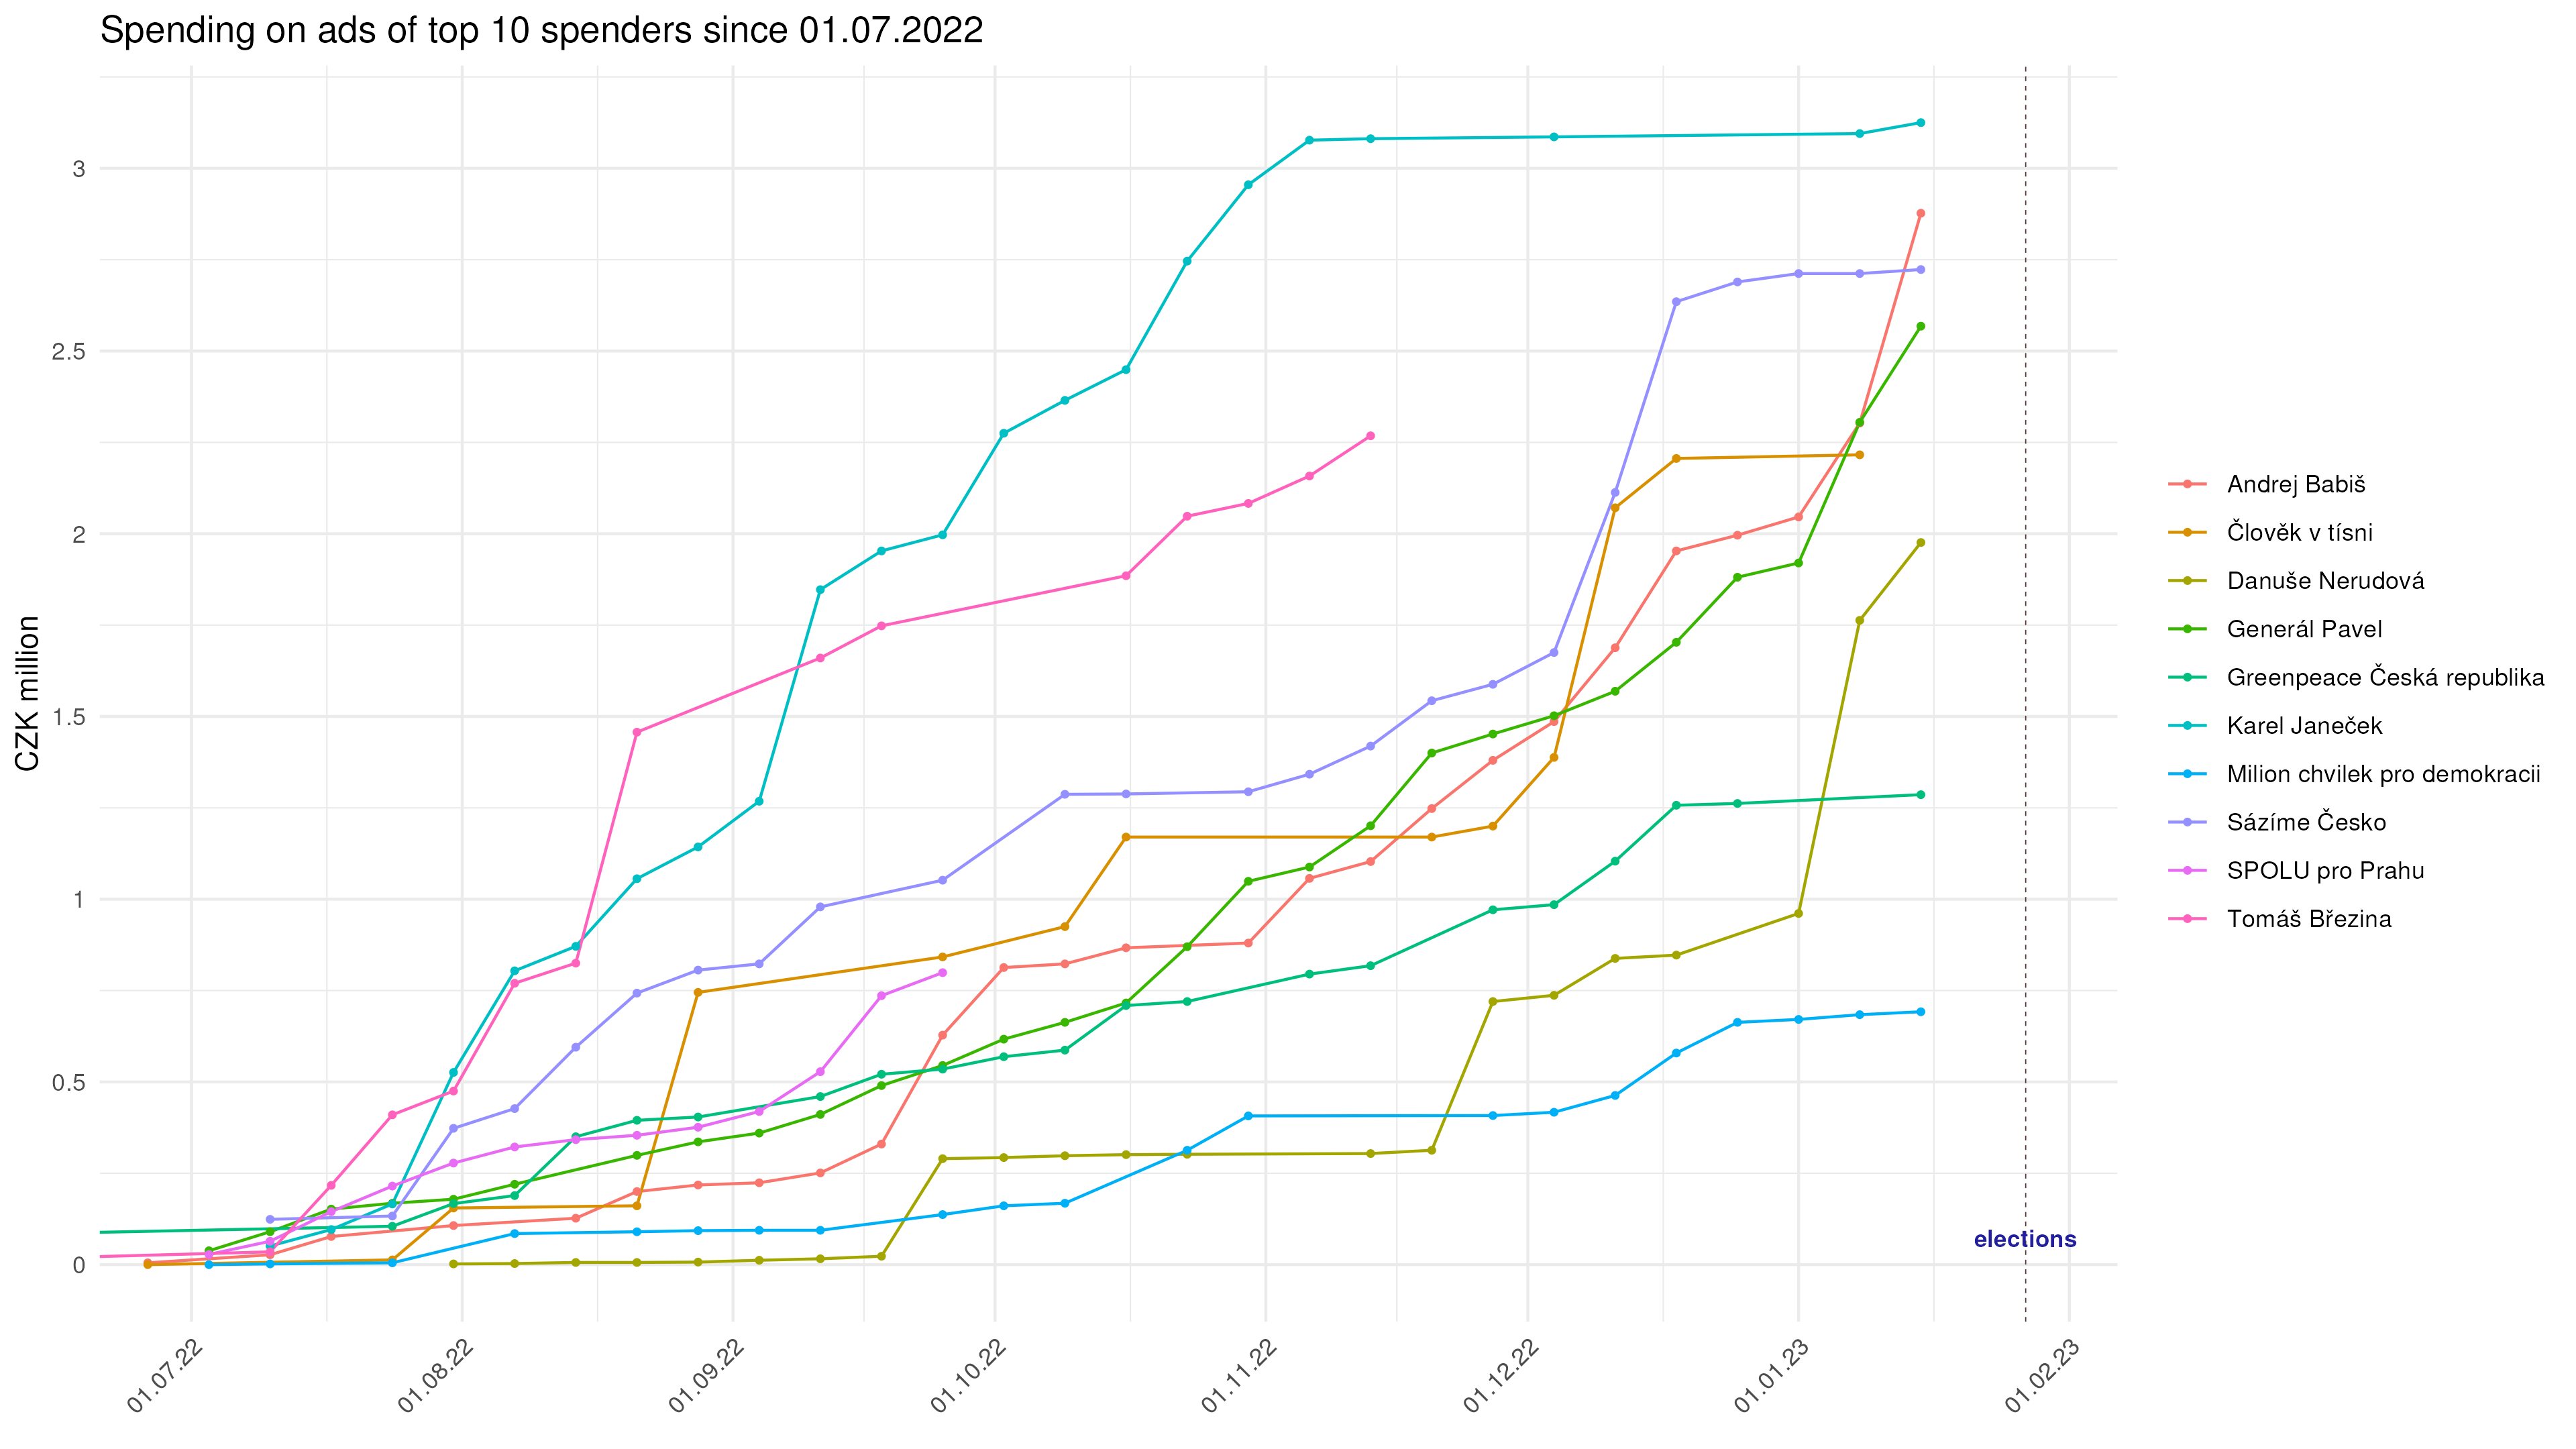 Spending on ads of top 10 spenders since 01.07.2022
CZK million
3
2.5
2
1.5
1
0.5
0
01.07.22
01.08.22
01.09.22
01.10.22
01.11.22
01.12.22
01.01.23
01.02.23
elections
Andrej Babiš
Člověk v tísni
Danuše Nerudová
Generál Pavel
Greenpeace Česká republika
Karel Janeček
Milion chvilek pro demokracii
Sázíme Česko
SPOLU pro Prahu
Tomáš Březina